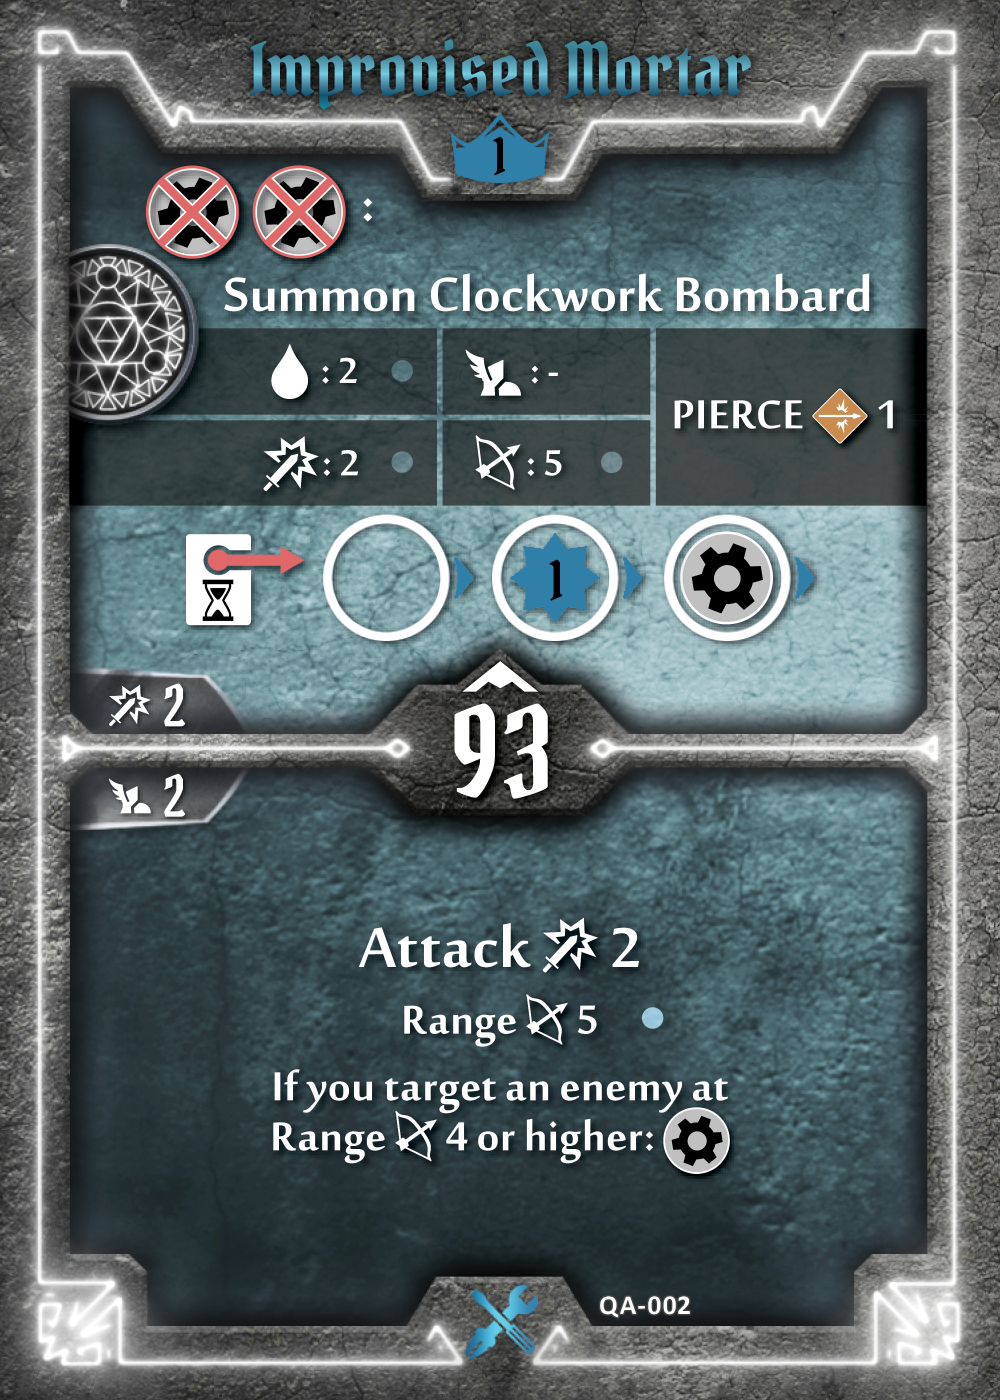 Improvised Mortar
1
:
Summon Clockwork Bombard
: 2
: -
PIERCE 1
: 2
: 5
1
2
93
2
Attack 2
Range 5
If you target an enemy at
Range 4 or higher:
QA-002